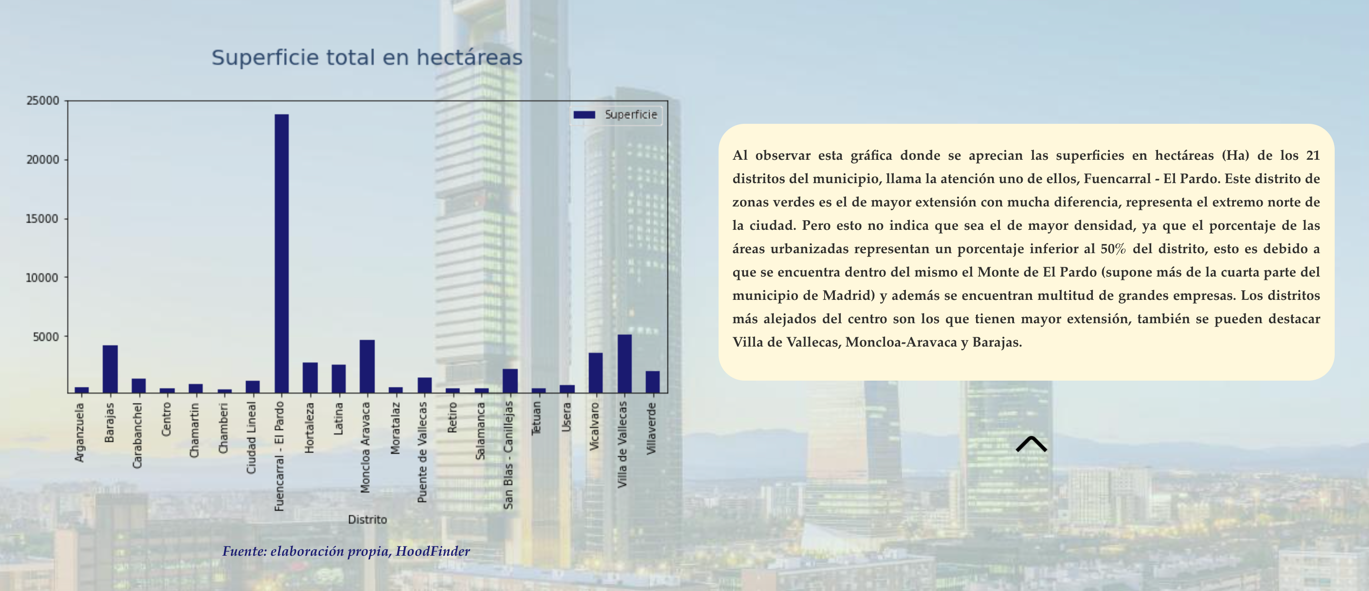 Superficie total en hectáreas
25000
20000
15000
10000
5000
Superficie
Arganzuela
Barajas
Carabanchel
Centro
Chamartin
Chamberi
Ciudad Lineal
Fuencarral - El Pardo
Hortaleza
Latina
Moncloa Aravaca
Moratalaz
Puente de Vallecas
Retiro
Salamanca
San Blas - Canillejas
Tetuan
Usera
Vicalvaro
Villa de Vallecas
Villaverde
Distrito
Fuente: elaboración propia, HoodFinder
Al observar esta gráfica donde se aprecian las superficies en hectáreas (Ha) de los 21
distritos del municipio, llama la atención uno de ellos, Fuencarral - El Pardo. Este distrito de
zonas verdes es el de mayor extensión con mucha diferencia, representa el extremo norte de
la ciudad. Pero esto no indica que sea el de mayor densidad, ya que el porcentaje de las
áreas urbanizadas representan un porcentaje inferior al 50% del distrito, esto es debido a
que se encuentra dentro del mismo el Monte de El Pardo (supone más de la cuarta parte del
municipio de Madrid) y además se encuentran multitud de grandes empresas. Los distritos
más alejados del centro son los que tienen mayor extensión, también se pueden destacar
Villa de Vallecas, Moncloa-Aravaca y Barajas.